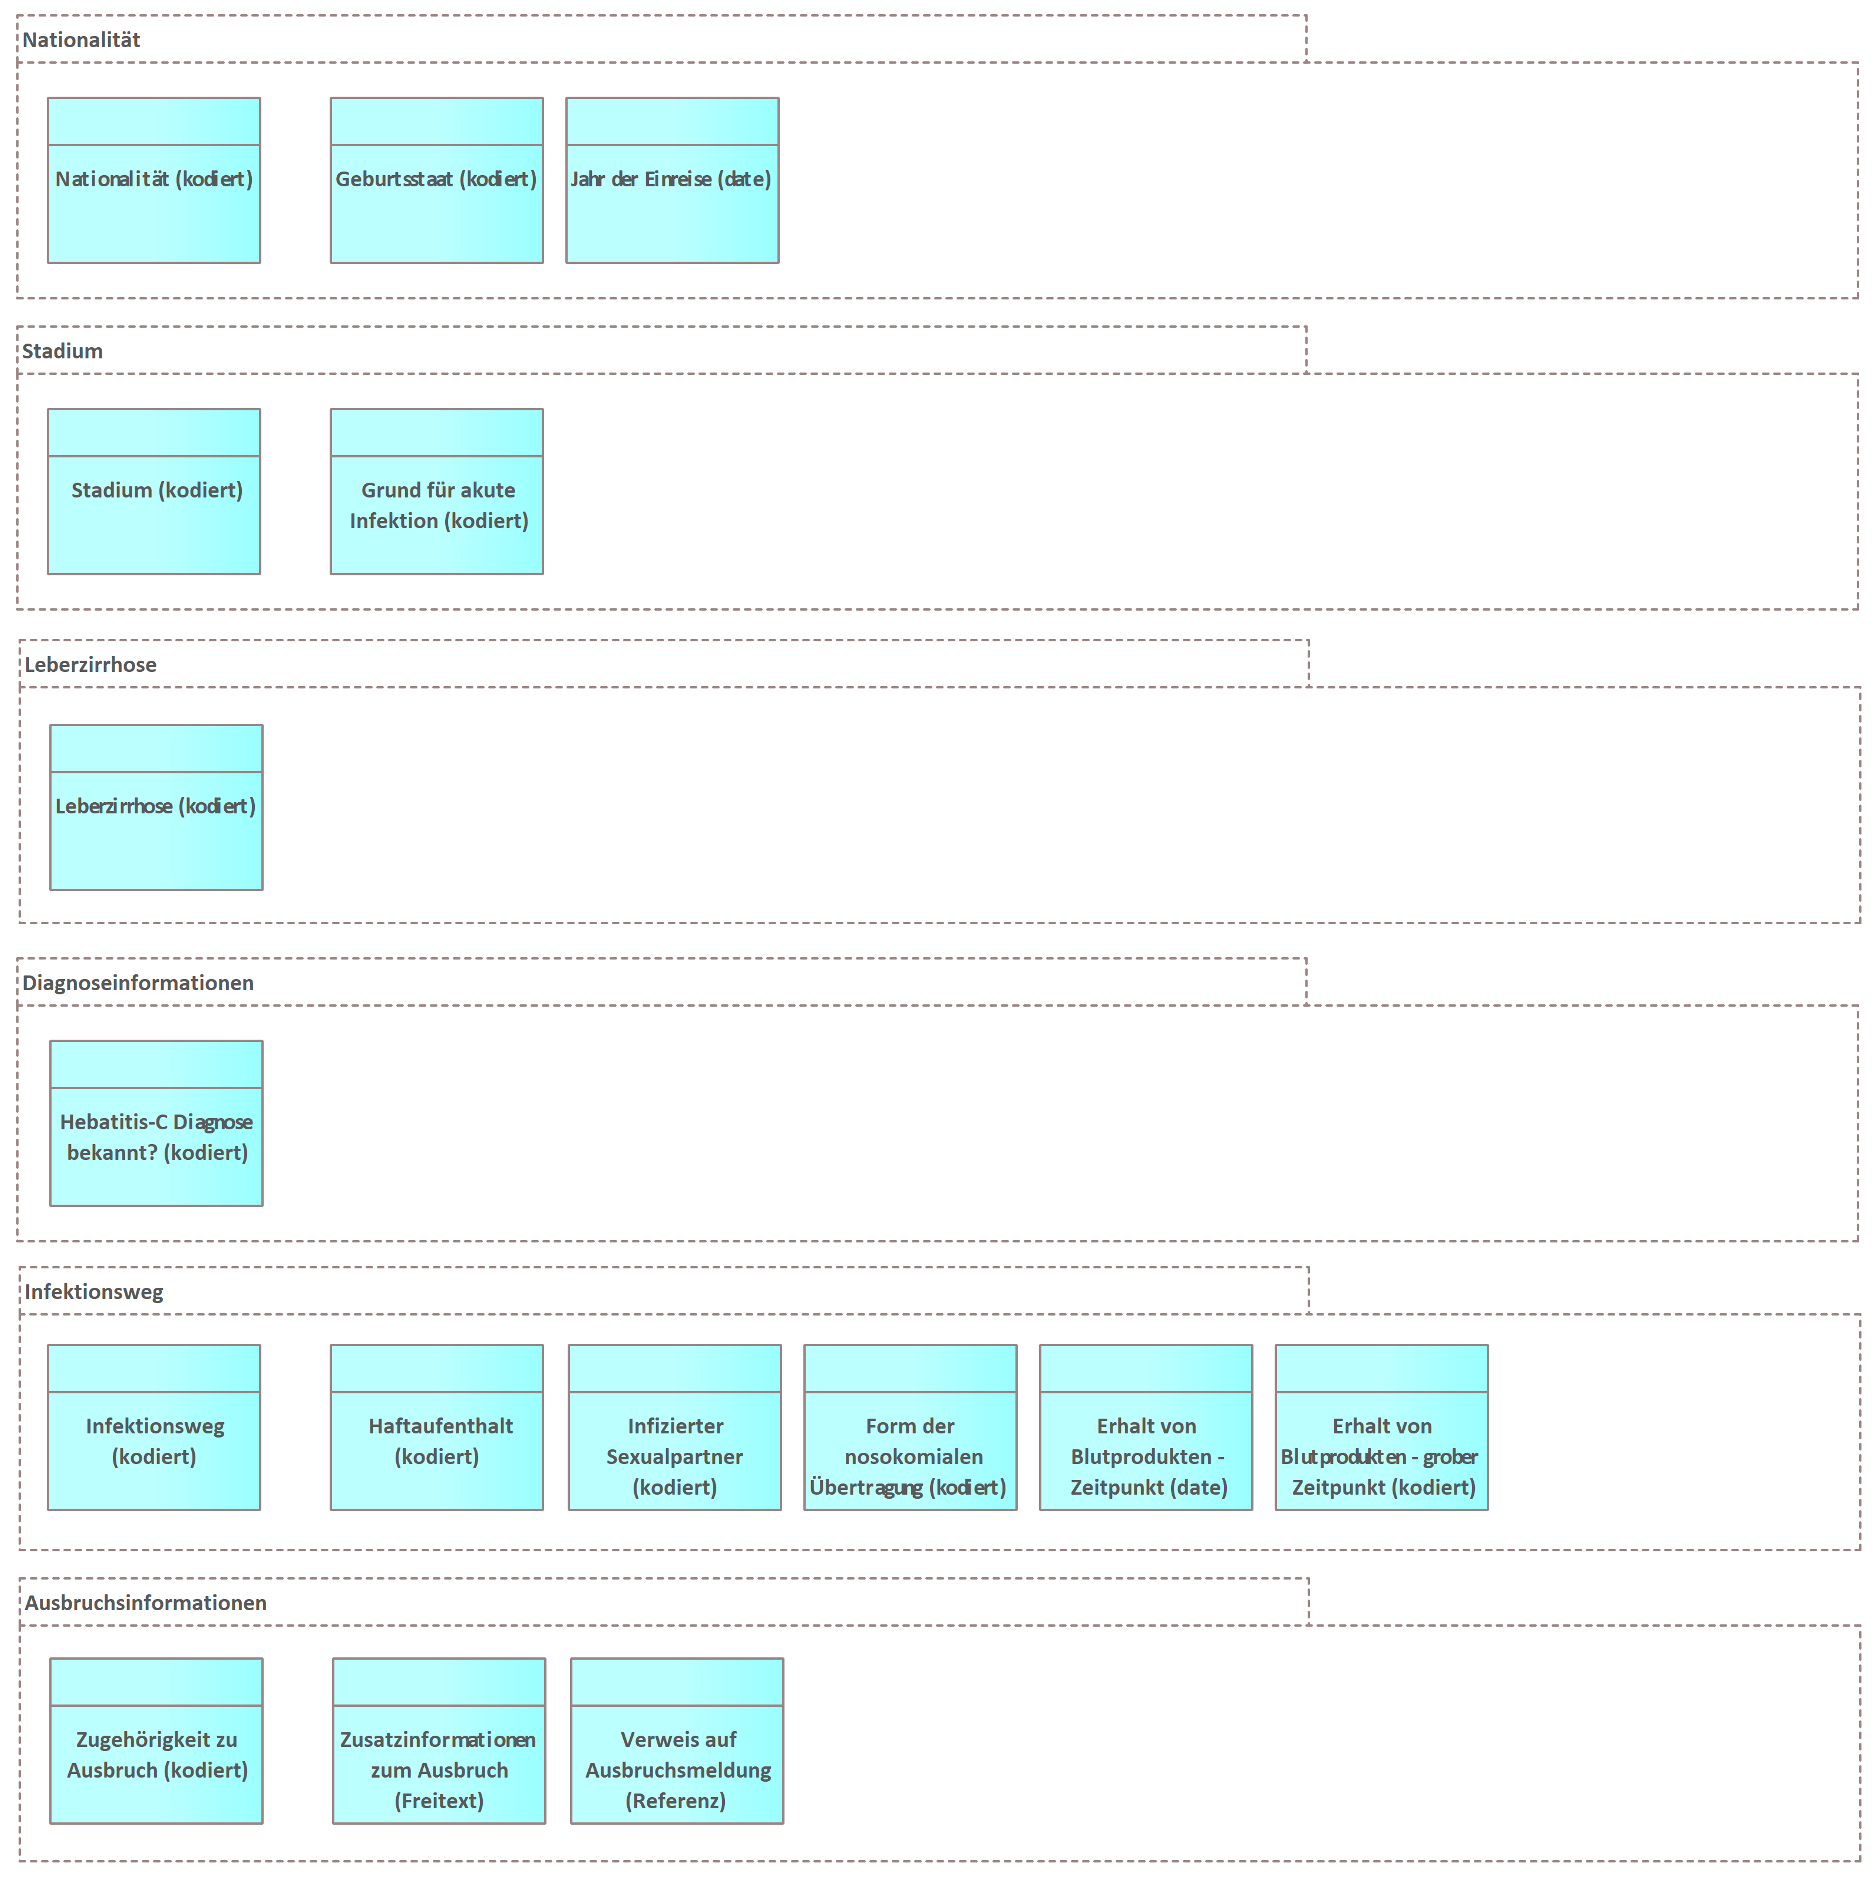 Nationalität
Nationalität (kodiert)
Geburtsstaat (kodiert)
Jahr der Einreise (date)
Stadium
Stadium (kodiert)
Grund für akute
Infektion (kodiert)
Leberzirrhose
Leberzirrhose (kodiert)
Diagnoseinformationen
Hebatitis-C Diagnose
bekannt? (kodiert)
Infektionsweg
Infektionsweg
(kodiert)
Haftaufenthalt
(kodiert)
Infizierter
Sexualpartner
(kodiert)
Form der
nosokomialen
Übertragung (kodiert)
Erhalt von
Blutprodukten -
Zeitpunkt (date)
Erhalt von
Blutprodukten - grober
Zeitpunkt (kodiert)
Ausbruchsinformationen
Zugehörigkeit zu
Ausbruch (kodiert)
Zusatzinformationen
zum Ausbruch
(Freitext)
Verweis auf
Ausbruchsmeldung
(Referenz)